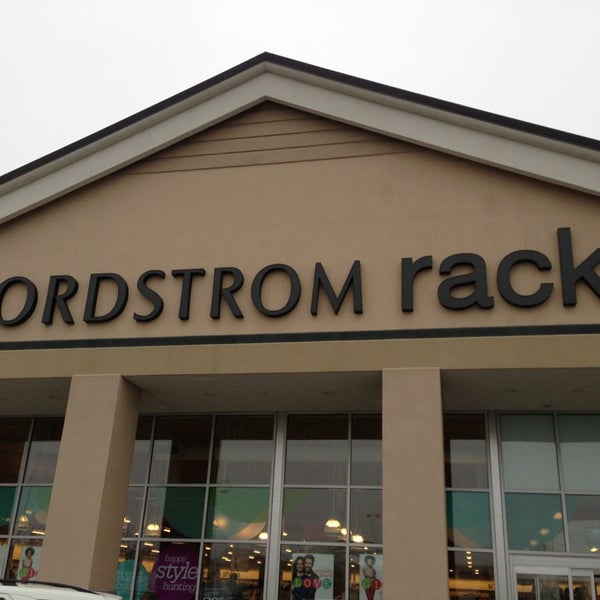 ORDSTROM rack
happy
style
hunting
LOVE